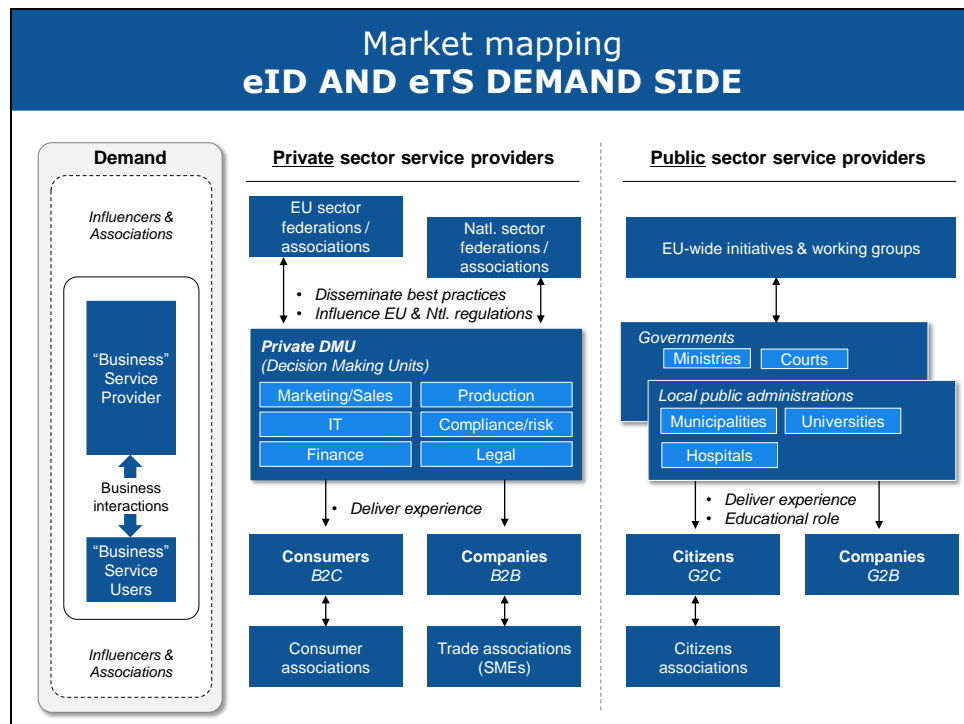 Market mapping
eID AND eTS DEMAND SIDE
Demand
Influencers &
Associations
"Business"
Service
Provider
Business
interactions
"Business"
Service
Users
Influencers &
Associations
Private sector service providers
EU sector
federations /
associations
Natl. sector
federations /
associations
• Disseminate best practices
• Influence EU & Ntl. regulations
Private DMU
(Decision Making Units)
Marketing/Sales
Production
IT
Compliance/risk
Finance
Legal
• Deliver experience
Consumers
B2C
Companies
B2B
Consumer
associations
Trade associations
(SMEs)
Public sector service providers
EU-wide initiatives & working groups
Governments
Ministries
Courts
Local public administrations
Municipalities
Universities
Hospitals
• Deliver experience
• Educational role
Citizens
G2C
Companies
G2B
Citizens
associations